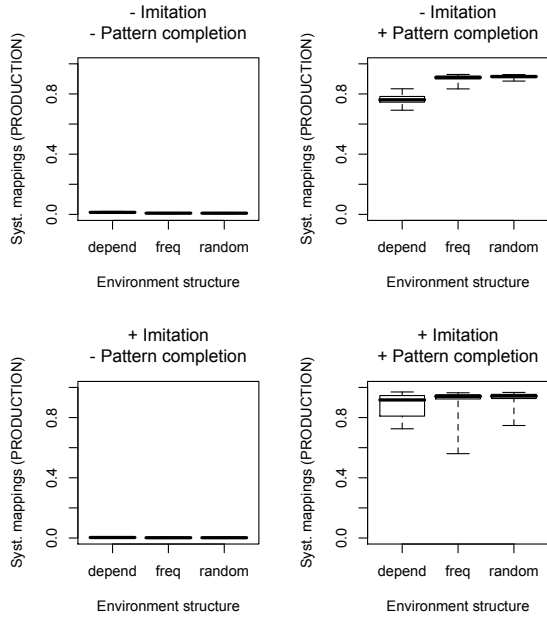 - Imitation
- Pattern completion
Syst. mappings (PRODUCTION)
0.0 0.4 0.8
depend freq random
Environment structure
- Imitation
+ Pattern completion
Syst. mappings (PRODUCTION)
0.0 0.4 0.8
depend freq random
Environment structure
+ Imitation
- Pattern completion
Syst. mappings (PRODUCTION)
0.0 0.4 0.8
depend freq random
Environment structure
+ Imitation
+ Pattern completion
Syst. mappings (PRODUCTION)
0.0 0.4 0.8
depend freq random
Environment structure